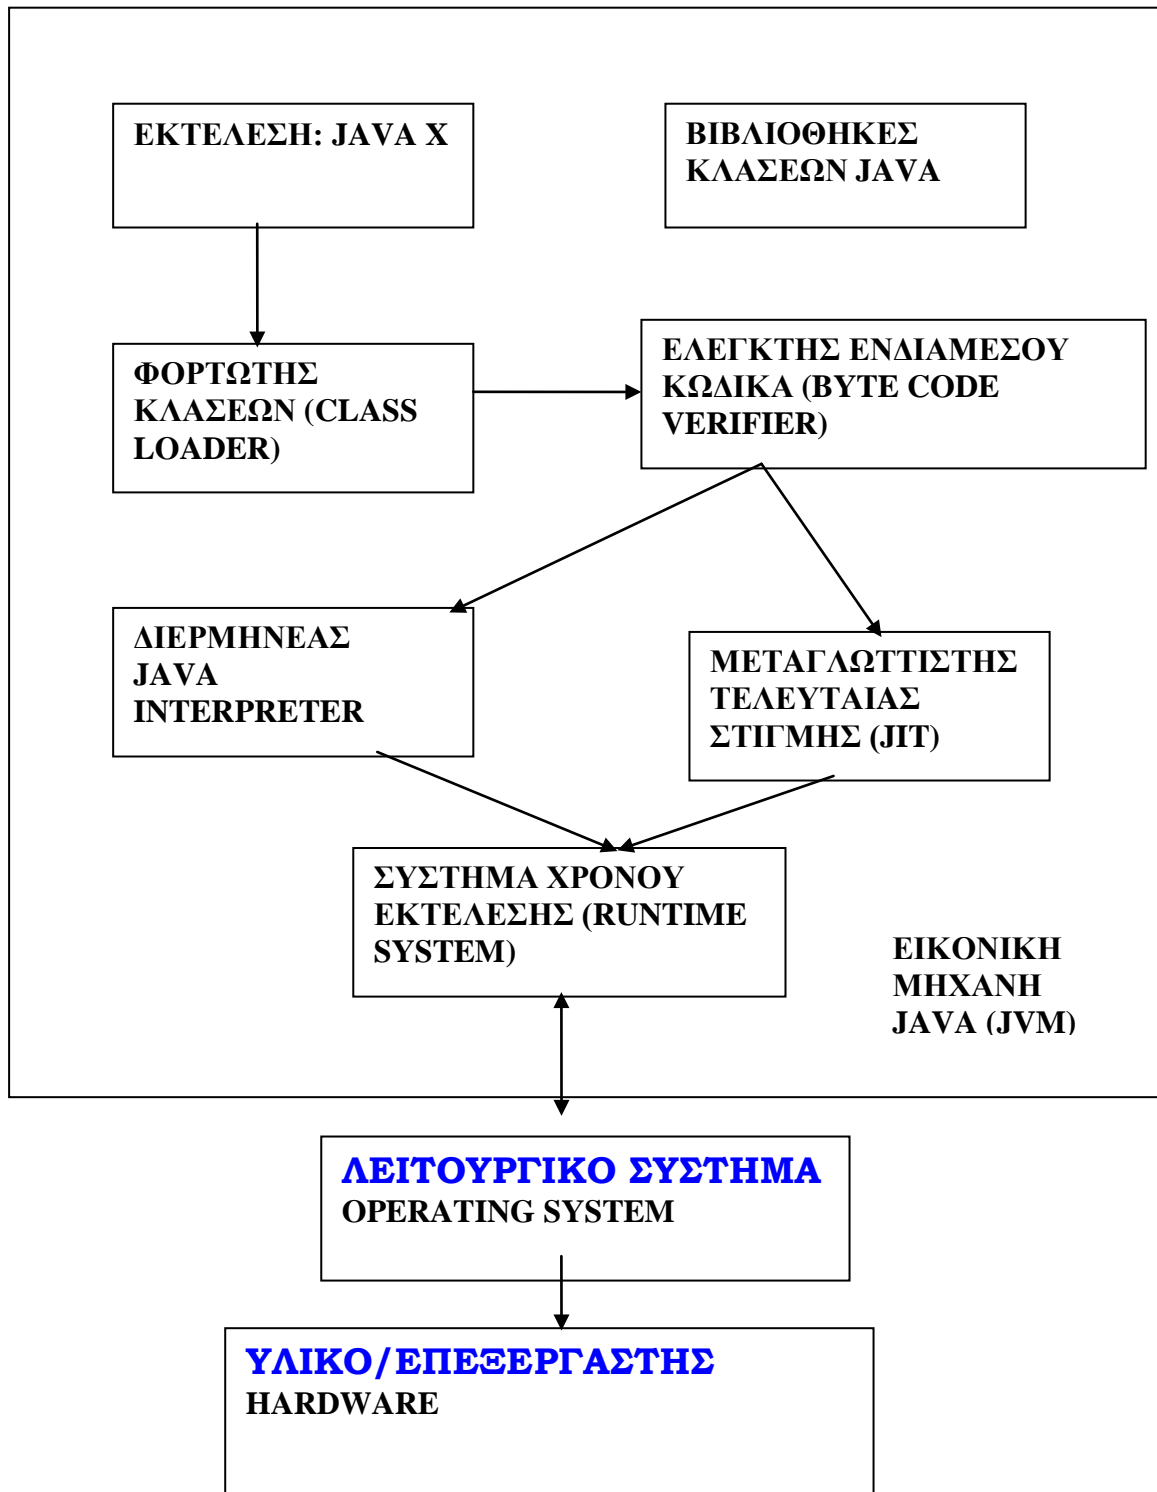 ΕΚΤΕΛΕΣΗ: JAVA X
ΒΙΒΛΙΟΘΗΚΕΣ
ΚΛΑΣΕΩΝ JAVA
ΦΟΡΤΩΤΗΣ
ΚΛΑΣΕΩΝ (CLASS
LOADER)
ΕΛΕΓΚΤΗΣ ΕΝΔΙΑΜΕΣΟΥ
ΚΩΔΙΚΑ (BYTE CODE
VERIFIER)
ΔΙΕΡΜΗΝΕΑΣ
JAVA
INTERPRETER
ΜΕΤΑΓΛΩΤΤΙΣΤΗΣ
ΤΕΛΕΥΤΑΙΑΣ
ΣΤΙΓΜΗΣ (JIT)
ΣΥΣΤΗΜΑ ΧΡΟΝΟΥ
ΕΚΤΕΛΕΣΗΣ (RUNTIME
SYSTEM)
ΕΙΚΟΝΙΚΗ
ΜΗΧΑΝΗ
JAVA (JVM)
ΛΕΙΤΟΥΡΓΙΚΟ ΣΥΣΤΗΜΑ
OPERATING SYSTEM
ΥΛΙΚΟ/ΕΠΕΞΕΡΓΑΣΤΗΣ
HARDWARE